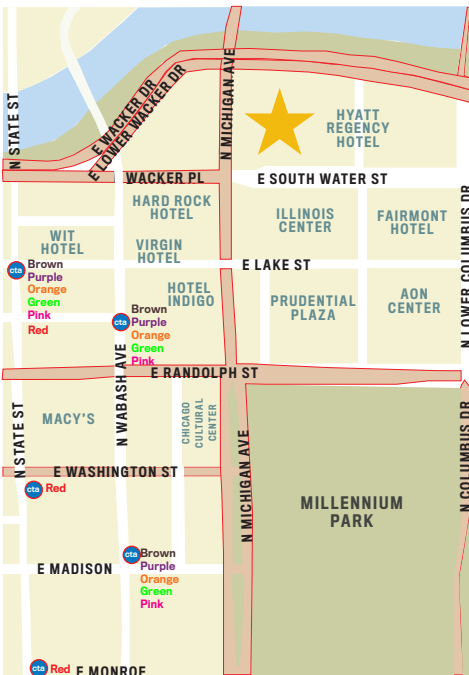 N STATE ST
E WACKER DR
E LOWER WACKER DR
N MICHIGAN AVE
HYATT
REGENCY
HOTEL
WACKER PL
E SOUTH WATER ST
HARD ROCK
HOTEL
ILLINOIS
CENTER
FAIRMONT
HOTEL
N LOWER COLUMBUS DR
WIT
HOTEL
VIRGIN
HOTEL
E LAKE ST
cta
Brown
Purple
Orange
Green
Pink
Red
HOTEL
INDIGO
PRUDENTIAL
PLAZA
AON
CENTER
cta
Brown
Purple
Orange
Green
Pink
N WABASH AVE
E RANDOLPH ST
N STATE ST
MACY'S
CHICAGO
CULTURAL
CENTER
N MICHIGAN AVE
N COLUMBUS DR
E WASHINGTON ST
cta Red
MILLENNIUM
PARK
cta
Brown
Purple
Orange
Green
Pink
E MADISON
cta Red
E MONROE